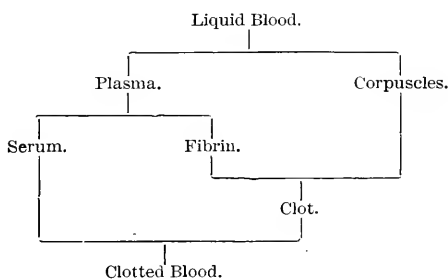 Liquid Blood.
Plasma. Corpuscles.
Serum. Fibrin.
Clot.
Clotted Blood.